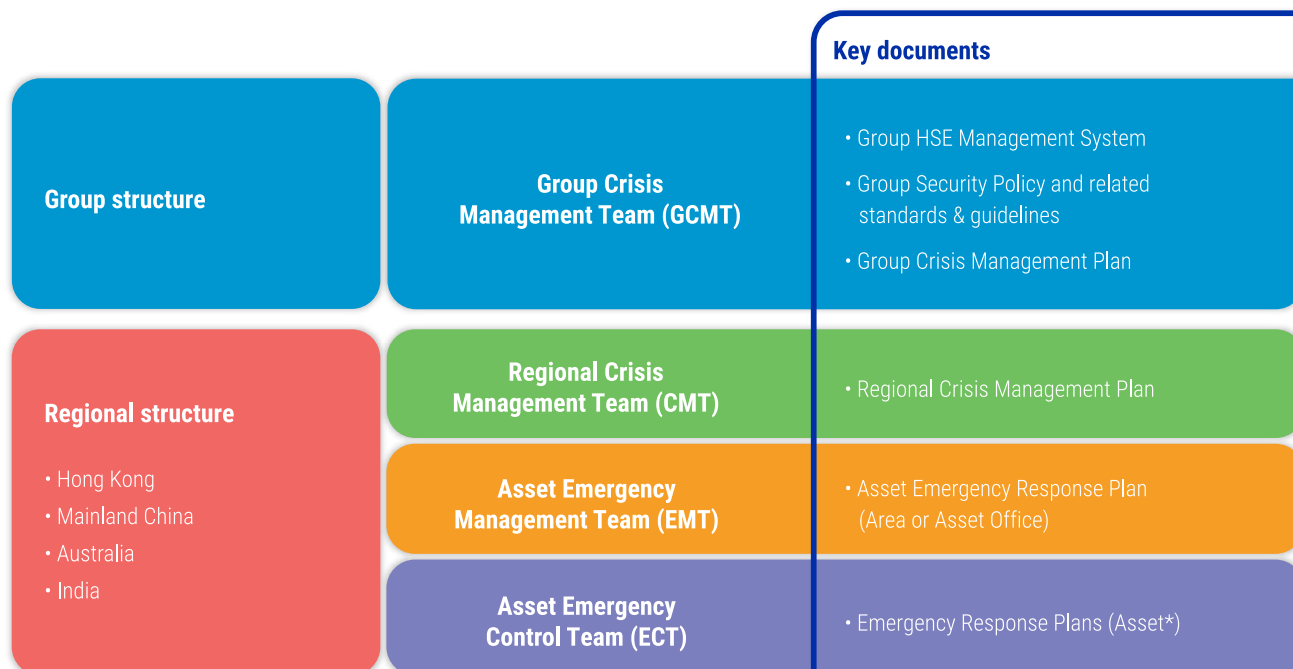 Key documents
Group structure
Group Crisis
Management Team (GCMT)
• Group HSE Management System
• Group Security Policy and related
standards & guidelines
• Group Crisis Management Plan
Regional structure
• Hong Kong
• Mainland China
• Australia
• India
Regional Crisis
Management Team (CMT)
• Regional Crisis Management Plan
Asset Emergency
Management Team (EMT)
• Asset Emergency Response Plan
(Area or Asset Office)
Asset Emergency
Control Team (ECT)
• Emergency Response Plans (Asset*)